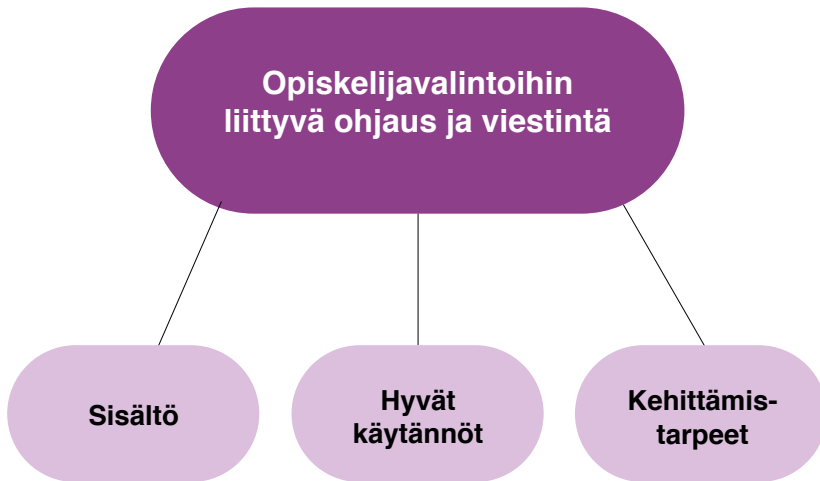 Opiskelijavalintoihin
liittyvä ohjaus ja viestintä
Sisältö
Hyvät
käytännöt
Kehittämis-
tarpeet